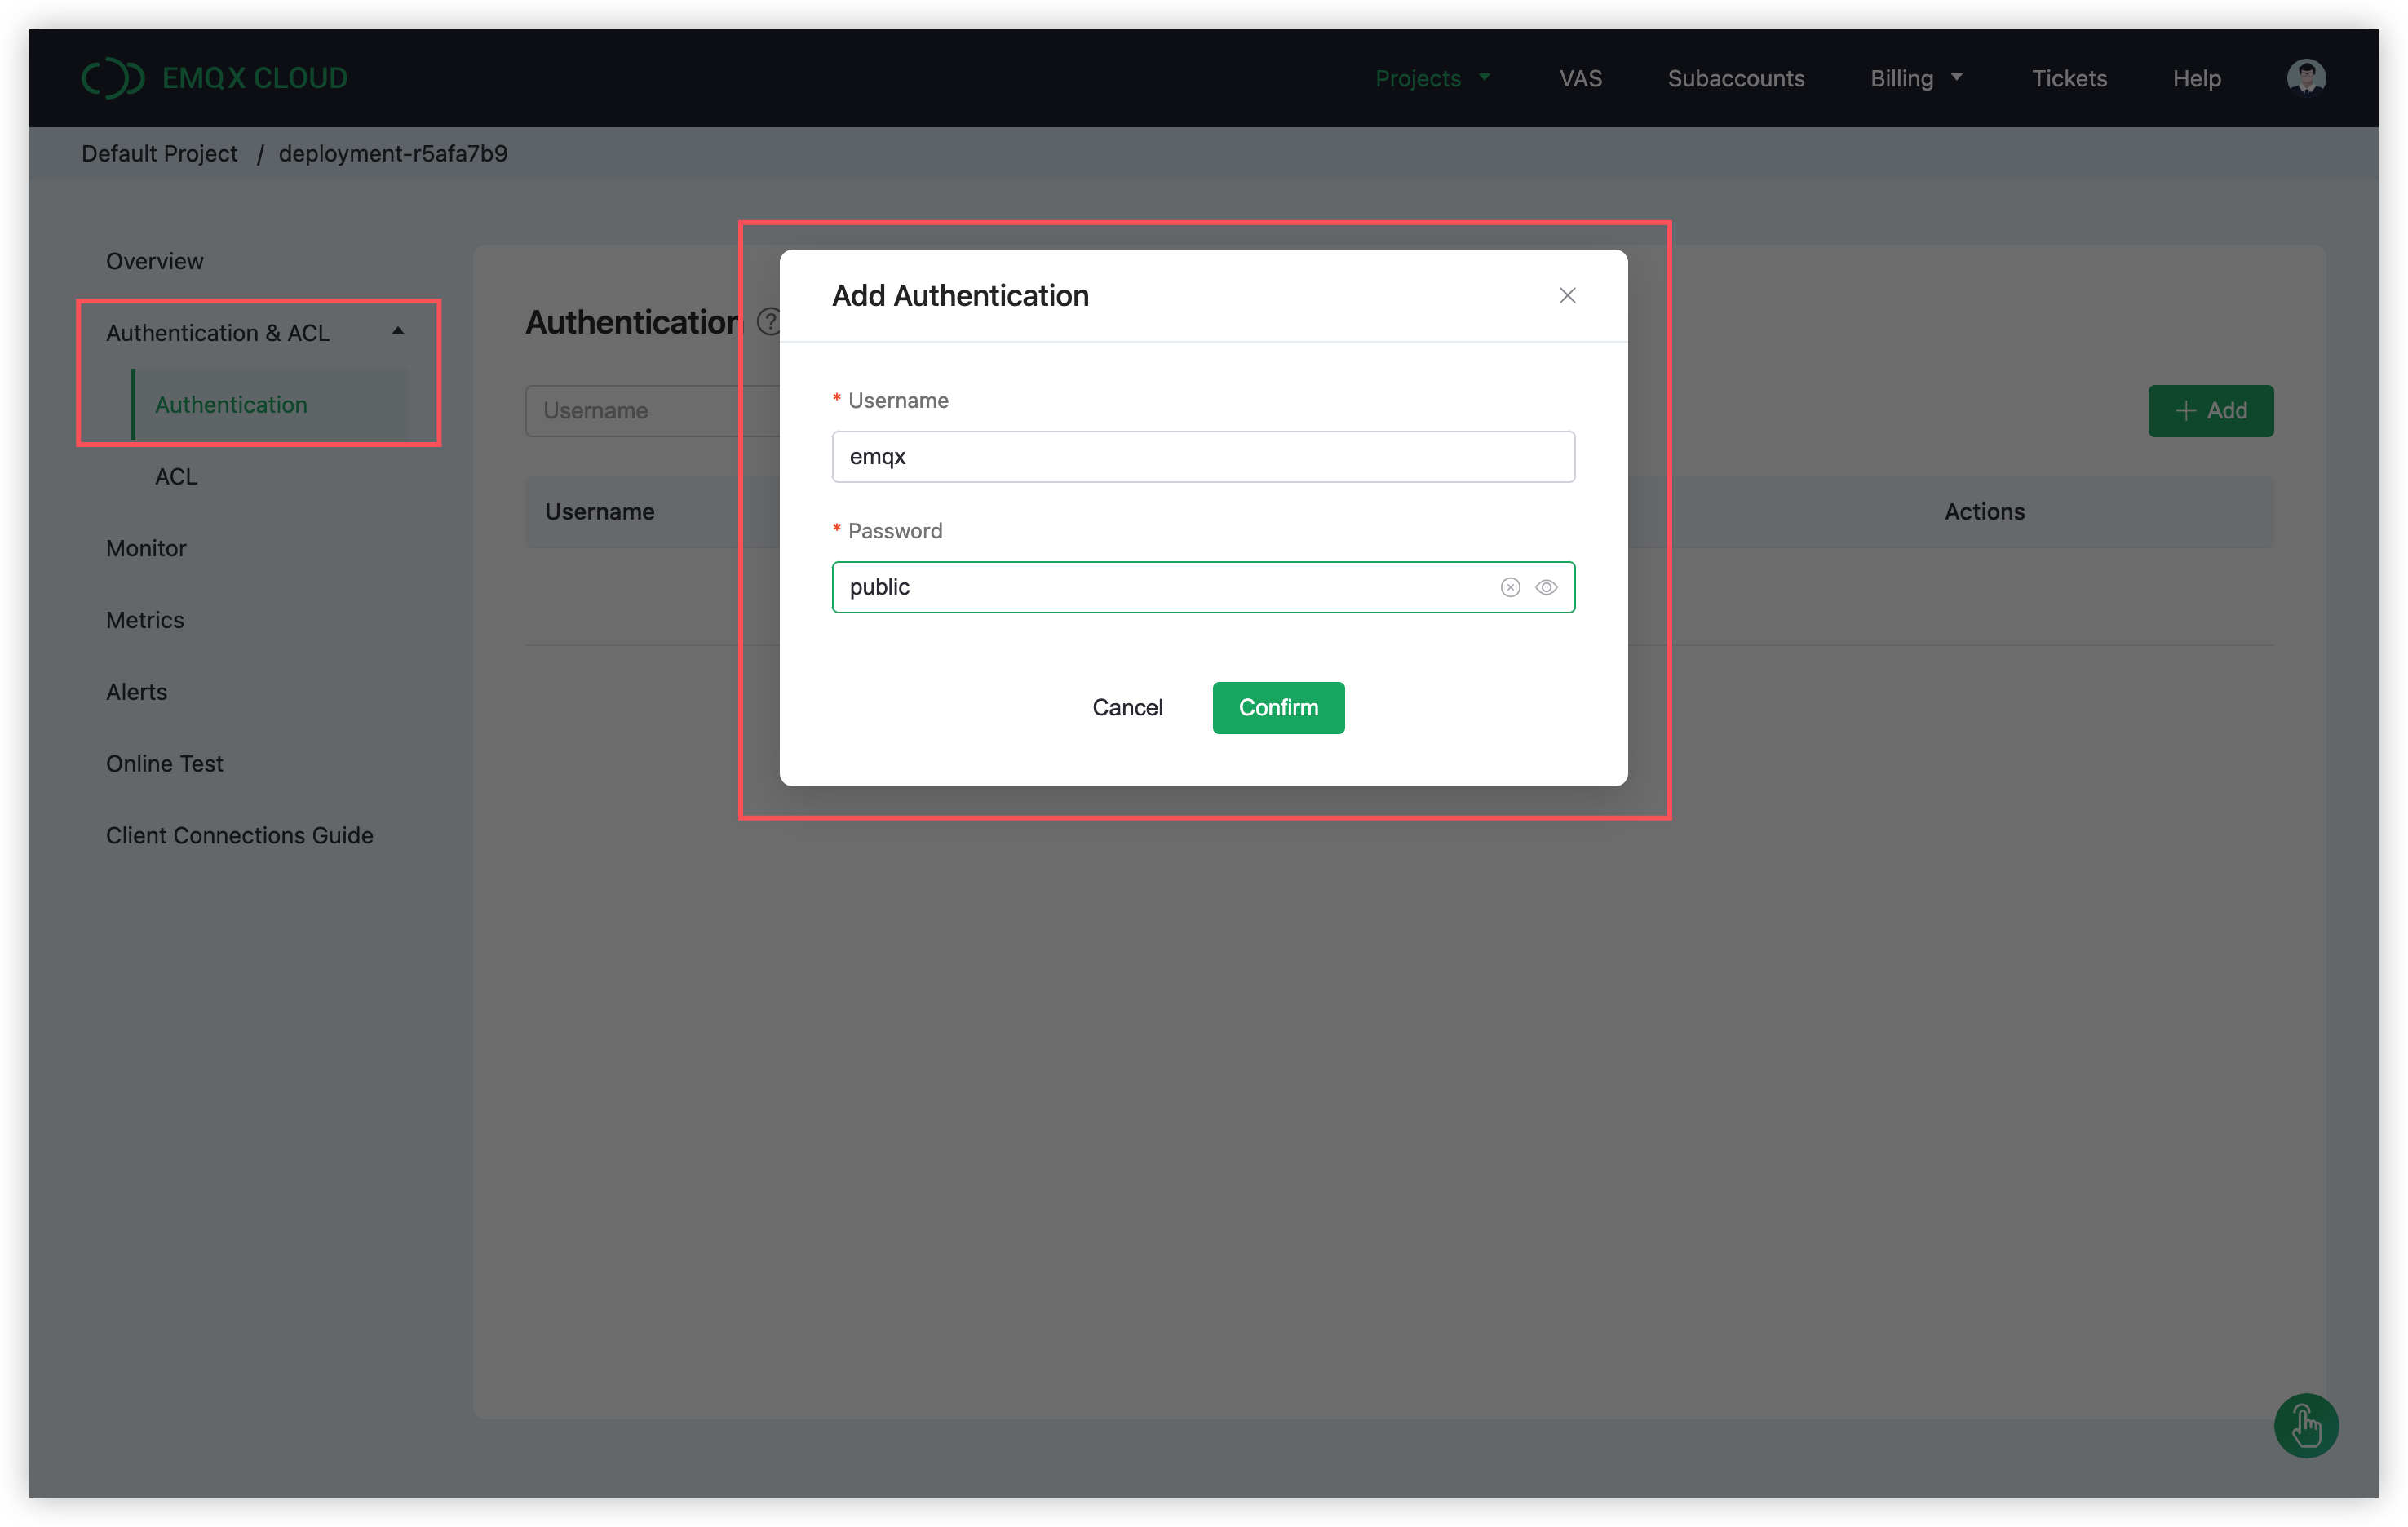 EMQX CLOUD
Projects
VAS
Subaccounts
Billing
Tickets
Help
Default Project / deployment-r5afa7b9
Overview
Authentication & ACL
Authentication
ACL
Monitor
Metrics
Alerts
Online Test
Client Connections Guide
Authentication ?
Username
+ Add
Username
Actions
Add Authentication
* Username
emqx
* Password
public
Cancel
Confirm